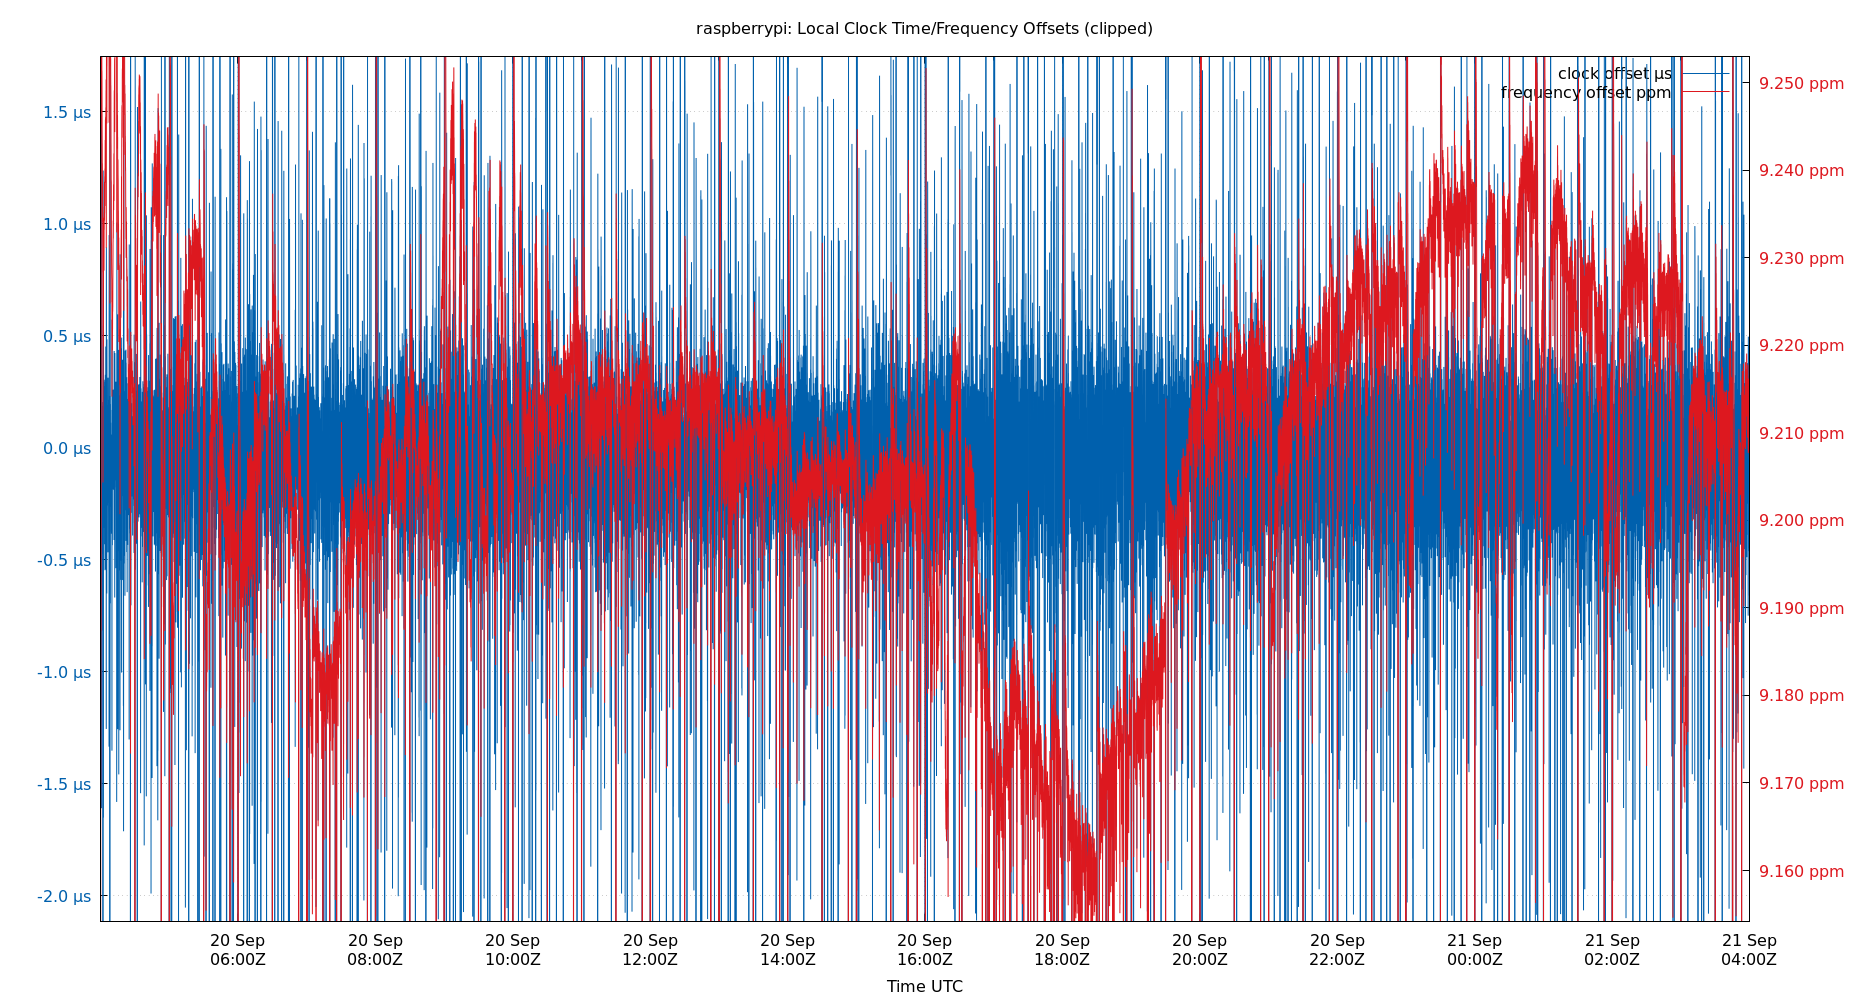 raspberrypi: Local Clock Time/Frequency Offsets (clipped)
clock offset µs
frequency offset ppm
1.5 µs
1.0 µs
0.5 µs
0.0 µs
-0.5 µs
-1.0 µs
-1.5 µs
-2.0 µs
9.250 ppm
9.240 ppm
9.230 ppm
9.220 ppm
9.210 ppm
9.200 ppm
9.190 ppm
9.180 ppm
9.170 ppm
9.160 ppm
20 Sep 20 Sep 20 Sep 20 Sep 20 Sep 20 Sep 20 Sep 20 Sep 20 Sep 21 Sep 21 Sep 21 Sep
06:00Z 08:00Z 10:00Z 12:00Z 14:00Z 16:00Z 18:00Z 20:00Z 22:00Z 00:00Z 02:00Z 04:00Z
Time UTC